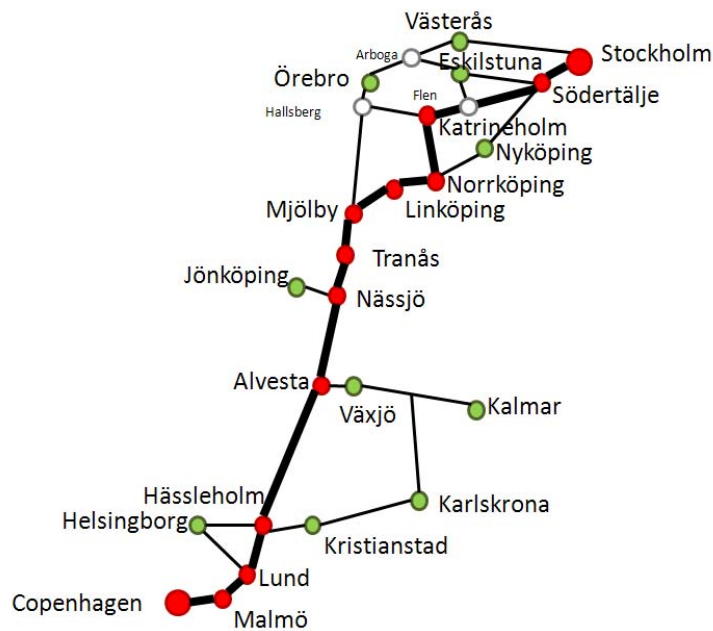 Västerås
Arboga
Stockholm
Eskilstuna
Örebro
Flen
Södertälje
Hallsberg
Katrineholm
Nyköping
Norrköping
Linköping
Mjölby
Tranås
Jönköping
Nässjö
Alvesta
Växjö
Kalmar
Hässleholm
Karlskrona
Helsingborg
Kristianstad
Lund
Copenhagen
Malmö